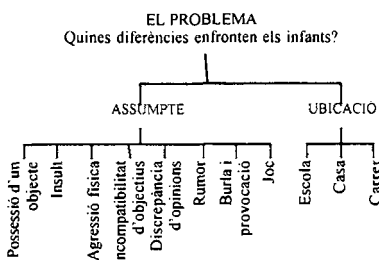 EL PROBLEMA
Quines diferències enfronten els infants?
ASSUMPTE
UBICACIÓ
Possessió d'un
objecte
Insult
Agressió física
Incompatibilitat
d'objectius
Discrepància
d'opinions
Rumor
Burla i
provocació
Joc
Escola
Casa
Carrer